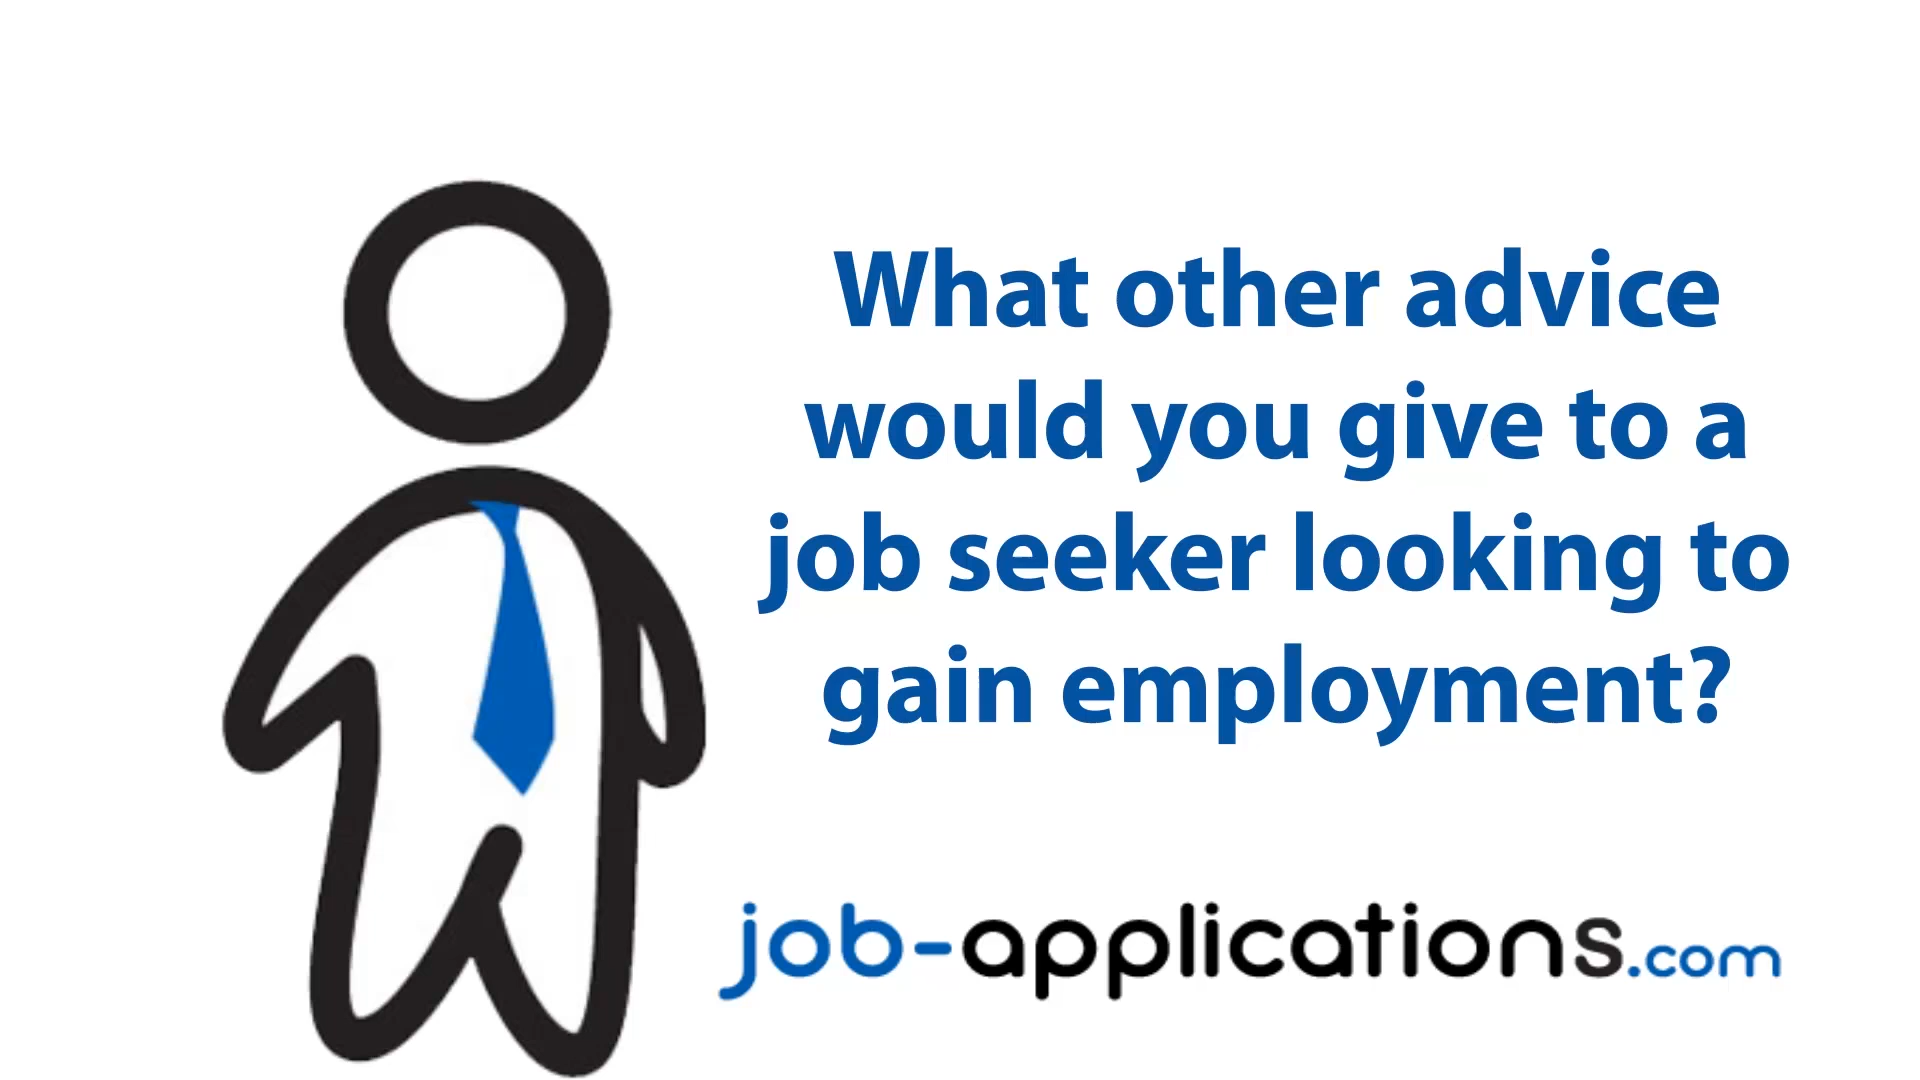 What other advice
would you give to a
job seeker looking to
gain employment?
job-applications.com